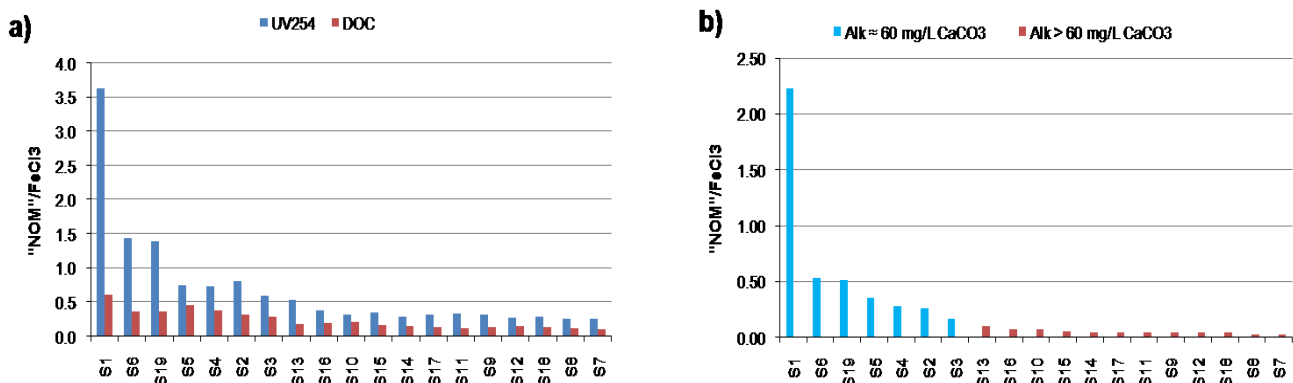 a)
UV254 DOC
"NOM"/FeCl3
4.0
3.5
3.0
2.5
2.0
1.5
1.0
0.5
0.0
S1 S6 S19 S5 S4 S2 S3 S13 S16 S10 S15 S14 S17 S11 S9 S12 S18 S8 S7
b)
Alk ≈ 60 mg/L CaCO3 Alk > 60 mg/L CaCO3
"NOM"/FeCl3
2.50
2.00
1.50
1.00
0.50
0.00
S1 S6 S19 S5 S4 S2 S3 S13 S16 S10 S15 S14 S17 S11 S9 S12 S18 S8 S7